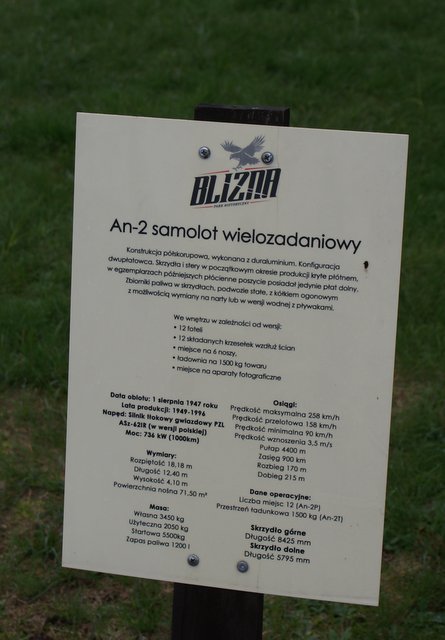 BLIZNA
PARK HISTORYCZNY
An-2 samolot wielozadaniowy
Konstrukcja półskorupowa, wykonana z duraluminium. Konfiguracja
dwupłatowca. Skrzydła i stery w początkowym okresie produkcji kryte płótnem,
w egzemplarzach późniejszych płócienne poszycie posiadał jedynie płat dolny.
Zbiorniki paliwa w skrzydłach, podwozie stałe, z kółkiem ogonowym
z możliwością wymiany na narty lub w wersji wodnej z pływakami.
We wnętrzu w zależności od wersji:
• 12 foteli
• 12 składanych krzesełek wzdłuż ścian
• miejsce na 6 noszy,
• ładownia na 1500 kg towaru
• miejsce na aparaty fotograficzne
Data oblotu: 1 sierpnia 1947 roku
Lata produkcji: 1949-1996
Napęd: Silnik tłokowy gwiazdowy PZL
ASz-62IR (w wersji polskiej)
Moc: 736 kW (1000km)
Wymiary:
Rozpiętość 18,18 m
Długość 12,40 m
Wysokość 4,10 m
Powierzchnia nośna 71,50 m²
Masa:
Własna 3450 kg
Użyteczna 2050 kg
Startowa 5500kg
Zapas paliwa 1200 l
Osiągi:
Prędkość maksymalna 258 km/h
Prędkość przelotowa 158 km/h
Prędkość minimalna 90 km/h
Prędkość wznoszenia 3,5 m/s
Pułap 4400 m
Zasięg 900 km
Rozbieg 170 m
Dobieg 215 m
Dane operacyjne:
Liczba miejsc 12 (An-2P)
Przestrzeń ładunkowa 1500 kg (An-2T)
Skrzydło górne
Długość 8425 mm
Skrzydło dolne
Długość 5795 mm